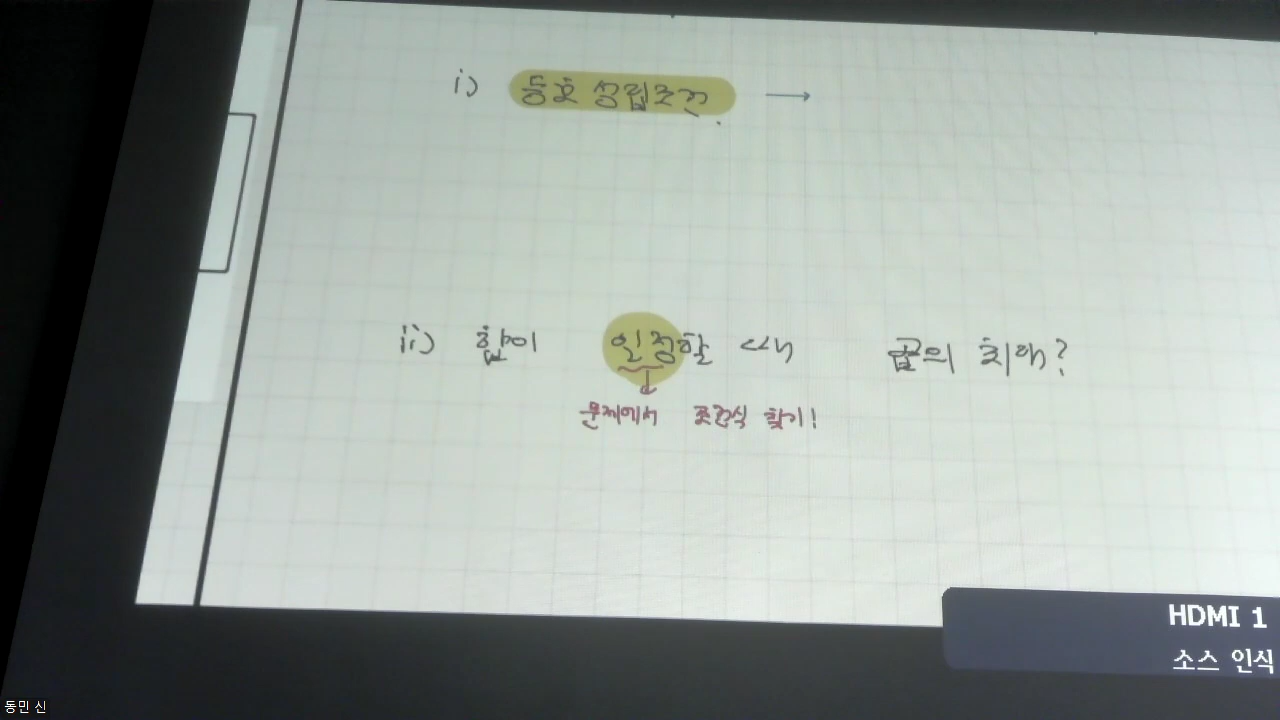 i) 등호 성립조건 →
ii) 합이 일정할 때 곱의 최대?
문제에서 조건식 찾기!
HDMI 1
소스 인식
동민 신